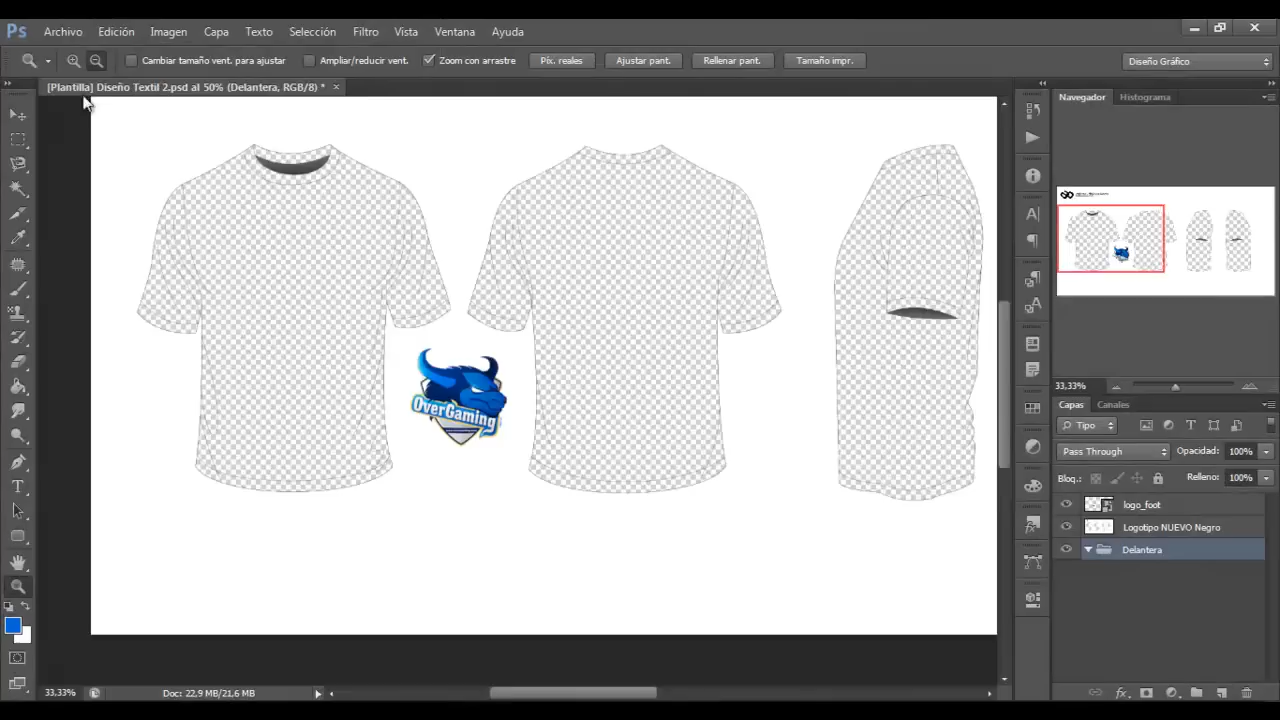 Ps Archivo Edición Imagen Capa Texto Selección Filtro Vista Ventana Ayuda
Cambiar tamaño vent. para ajustar Ampliar/reducir vent. Zoom con arrastre Píx. reales Ajustar pant. Rellenar pant. Tamaño impr. Diseño Gráfico
[Plantilla] Diseño Textil 2.psd al 50% (Delantera, RGB/8) *
Navegador Histograma
OverGaming
33,33%
Capas Canales
Tipo
Pass Through Opacidad: 100%
Bloq.: Relleno: 100%
logo_foot
Logotipo NUEVO Negro
Delantera
33,33% Doc: 22,9 MB/21,6 MB